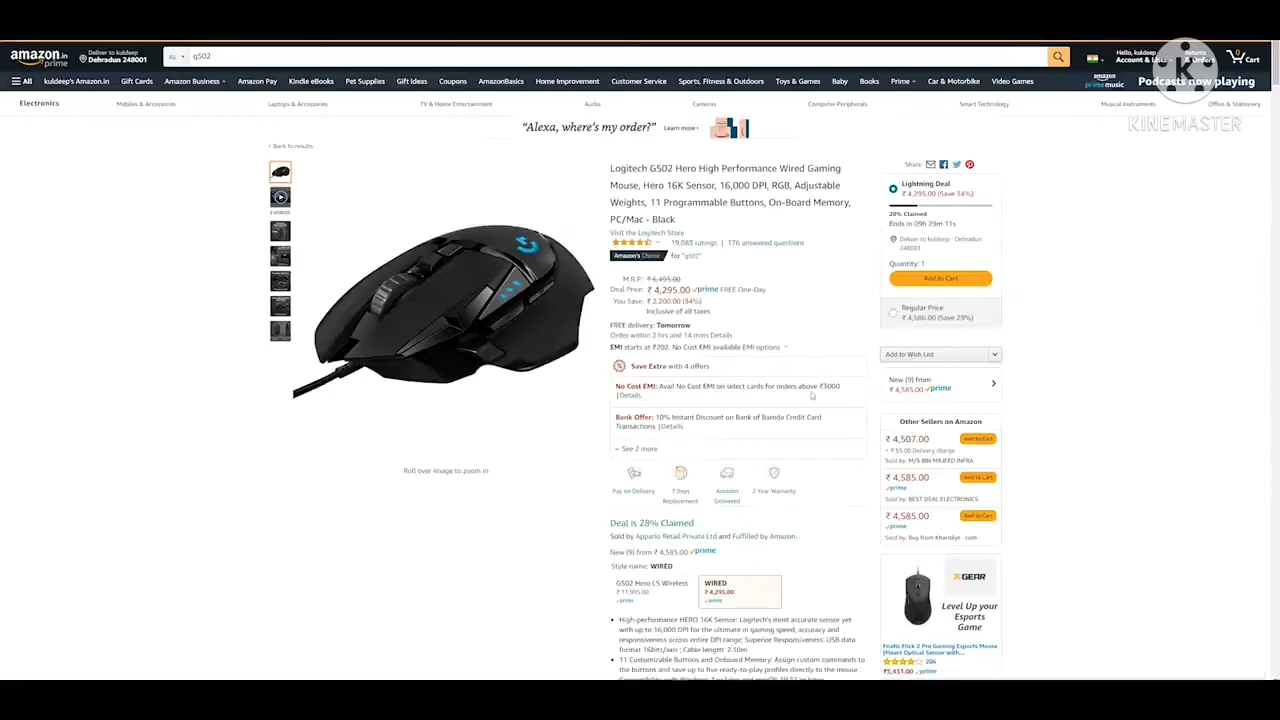 amazon.in
prime
Deliver to kuldeep
Dehradun 248001
All
g502
Hello, kuldeep
Account & Lists
Returns
& Orders
0
Cart
All
kuldeep's Amazon.in
Gift Cards
Amazon Business
Amazon Pay
Kindle eBooks
Pet Supplies
Gift Ideas
Coupons
AmazonBasics
Home Improvement
Customer Service
Sports, Fitness & Outdoors
Toys & Games
Baby
Books
Prime
Car & Motorbike
Video Games
amazon
prime music
Podcasts now playing
Electronics
Mobiles & Accessories
Laptops & Accessories
TV & Home Entertainment
Audio
Cameras
Computer Peripherals
Smart Technology
Musical Instruments
Office & Stationery
KINEMASTER
“Alexa, where's my order?”
Learn more
‹ Back to results
Logitech G502 Hero High Performance Wired Gaming
Mouse, Hero 16K Sensor, 16,000 DPI, RGB, Adjustable
Weights, 11 Programmable Buttons, On-Board Memory,
PC/Mac - Black
Visit the Logitech Store
19,083 ratings | 176 answered questions
Amazon's Choice for "g502"
M.R.P.: ₹ 6,495.00
Deal Price: ₹ 4,295.00 prime FREE One-Day
You Save: ₹ 2,200.00 (34%)
Inclusive of all taxes
FREE delivery: Tomorrow
Order within 2 hrs and 14 mins Details
EMI starts at ₹202. No Cost EMI available EMI options
Save Extra with 4 offers
No Cost EMI: Avail No Cost EMI on select cards for orders above ₹3000
|Details
Bank Offer: 10% Instant Discount on Bank of Baroda Credit Card
Transactions |Details
See 2 more
Pay on Delivery
7 Days
Replacement
Amazon
Delivered
2 Year Warranty
Roll over image to zoom in
Deal is 28% Claimed
Sold by Appario Retail Private Ltd and Fulfilled by Amazon.
New (9) from ₹ 4,585.00 prime
Style name: WIRED
G502 Hero LS Wireless
₹ 11,995.00
prime
WIRED
₹ 4,295.00
prime
• High-performance HERO 16K Sensor: Logitech's most accurate sensor yet
with up to 16,000 DPI for the ultimate in gaming speed, accuracy and
responsiveness across entire DPI range; Superior Responsiveness: USB data
format 16bits/axis ; Cable length: 2.10m
• 11 Customizable Buttons and Onboard Memory: Assign custom commands to
the buttons and save up to five ready-to-play profiles directly to the mouse ;
Share
Lightning Deal
₹ 4,295.00 (Save 34%)
28% Claimed
Ends in 09h 29m 11s
Deliver to kuldeep - Dehradun
248001
Quantity: 1
Add to Cart
Regular Price
₹ 4,586.00 (Save 29%)
Add to Wish List
New (9) from
₹ 4,585.00 prime
Other Sellers on Amazon
₹ 4,507.00
Add to Cart
+ ₹ 55.00 Delivery charge
Sold by: M/S IBN MAJEED INFRA
₹ 4,585.00
Add to Cart
prime
Sold by: BEST DEAL ELECTRONICS
₹ 4,585.00
Add to Cart
prime
Sold by: Buy from Khandiye . com
GEAR
Level Up your
Esports
Game
Gaming Esports Mouse
206
₹5,431.00 prime